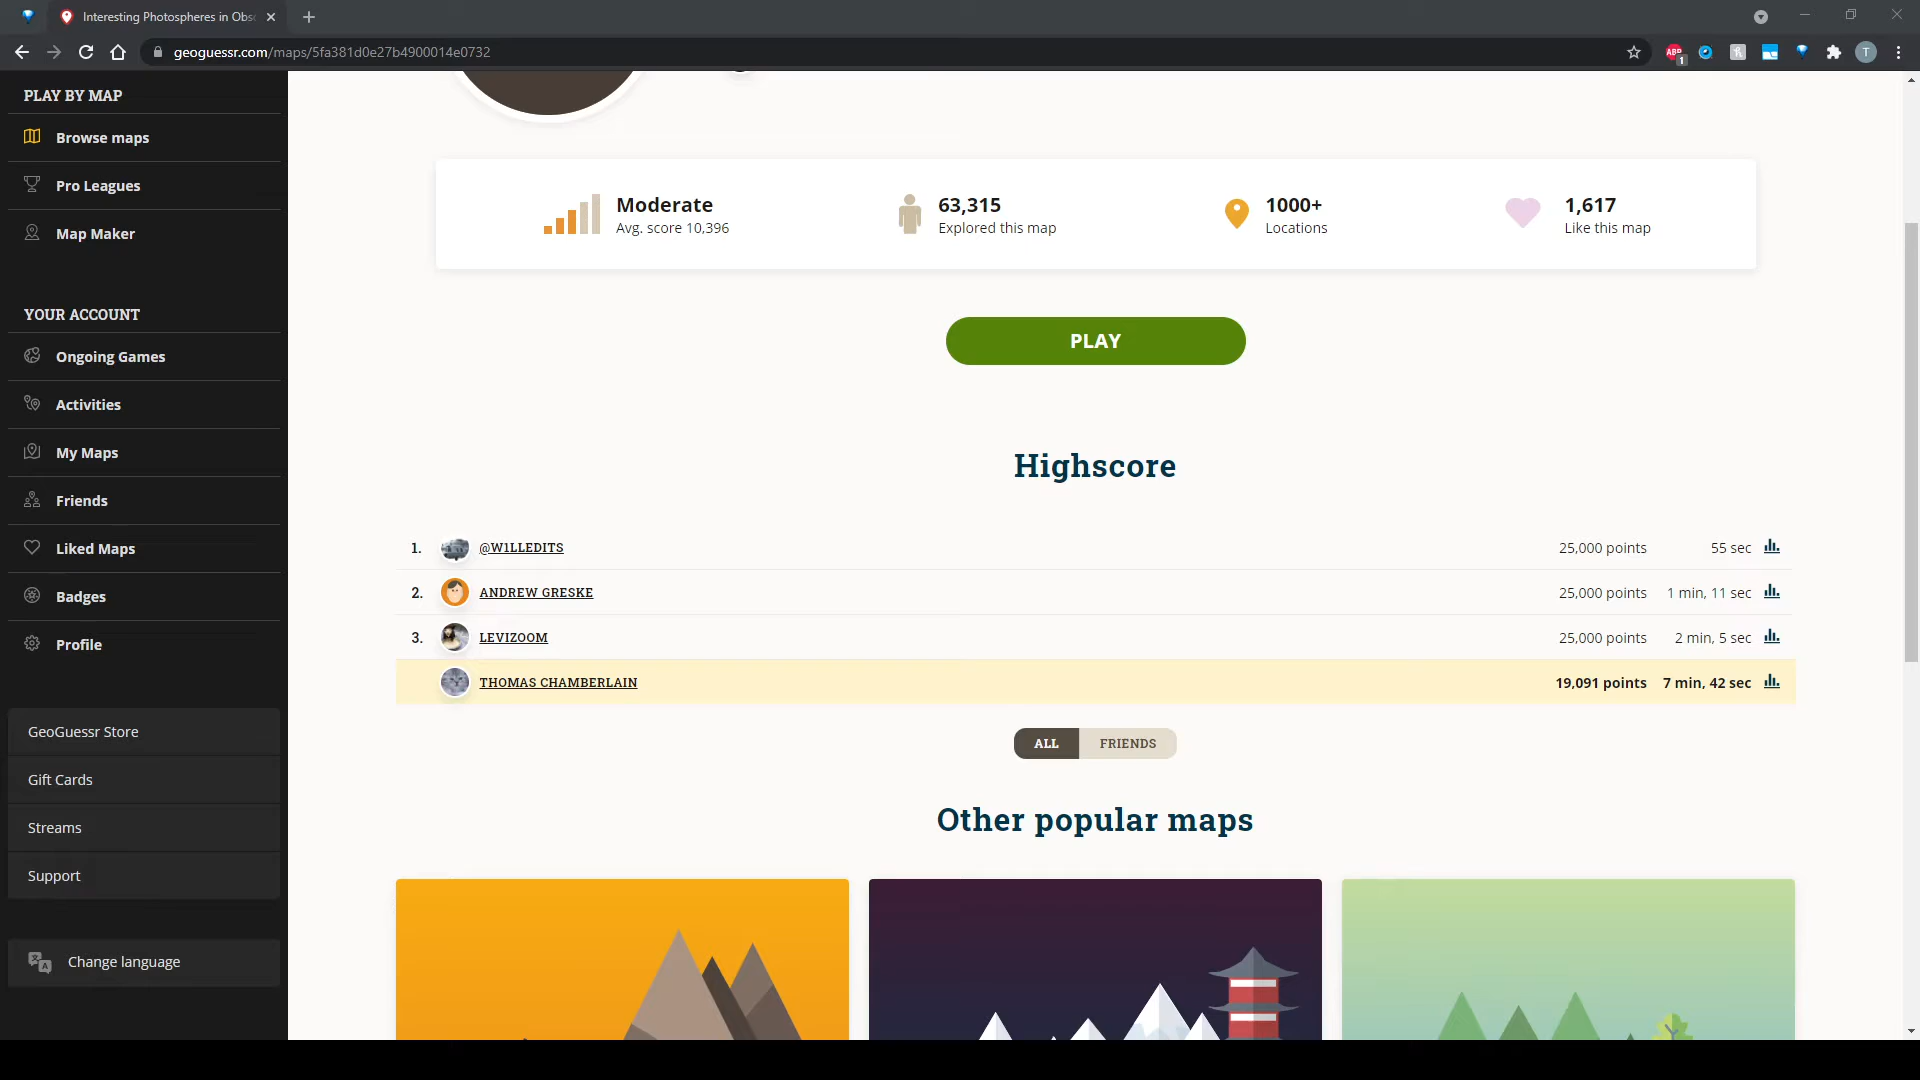 Interesting Photospheres in Obs
geoguessr.com/maps/5fa381d0e27b4900014e0732
ABP
1
T
PLAY BY MAP
Browse maps
Pro Leagues
Map Maker
YOUR ACCOUNT
Ongoing Games
Activities
My Maps
Friends
Liked Maps
Badges
Profile
GeoGuessr Store
Gift Cards
Streams
Support
Change language
Moderate
Avg. score 10,396
63,315
Explored this map
1000+
Locations
1,617
Like this map
PLAY
Highscore
1. @W1LLEDITS 25,000 points 55 sec
2. ANDREW GRESKE 25,000 points 1 min, 11 sec
3. LEVIZOOM 25,000 points 2 min, 5 sec
THOMAS CHAMBERLAIN 19,091 points 7 min, 42 sec
ALL FRIENDS
Other popular maps